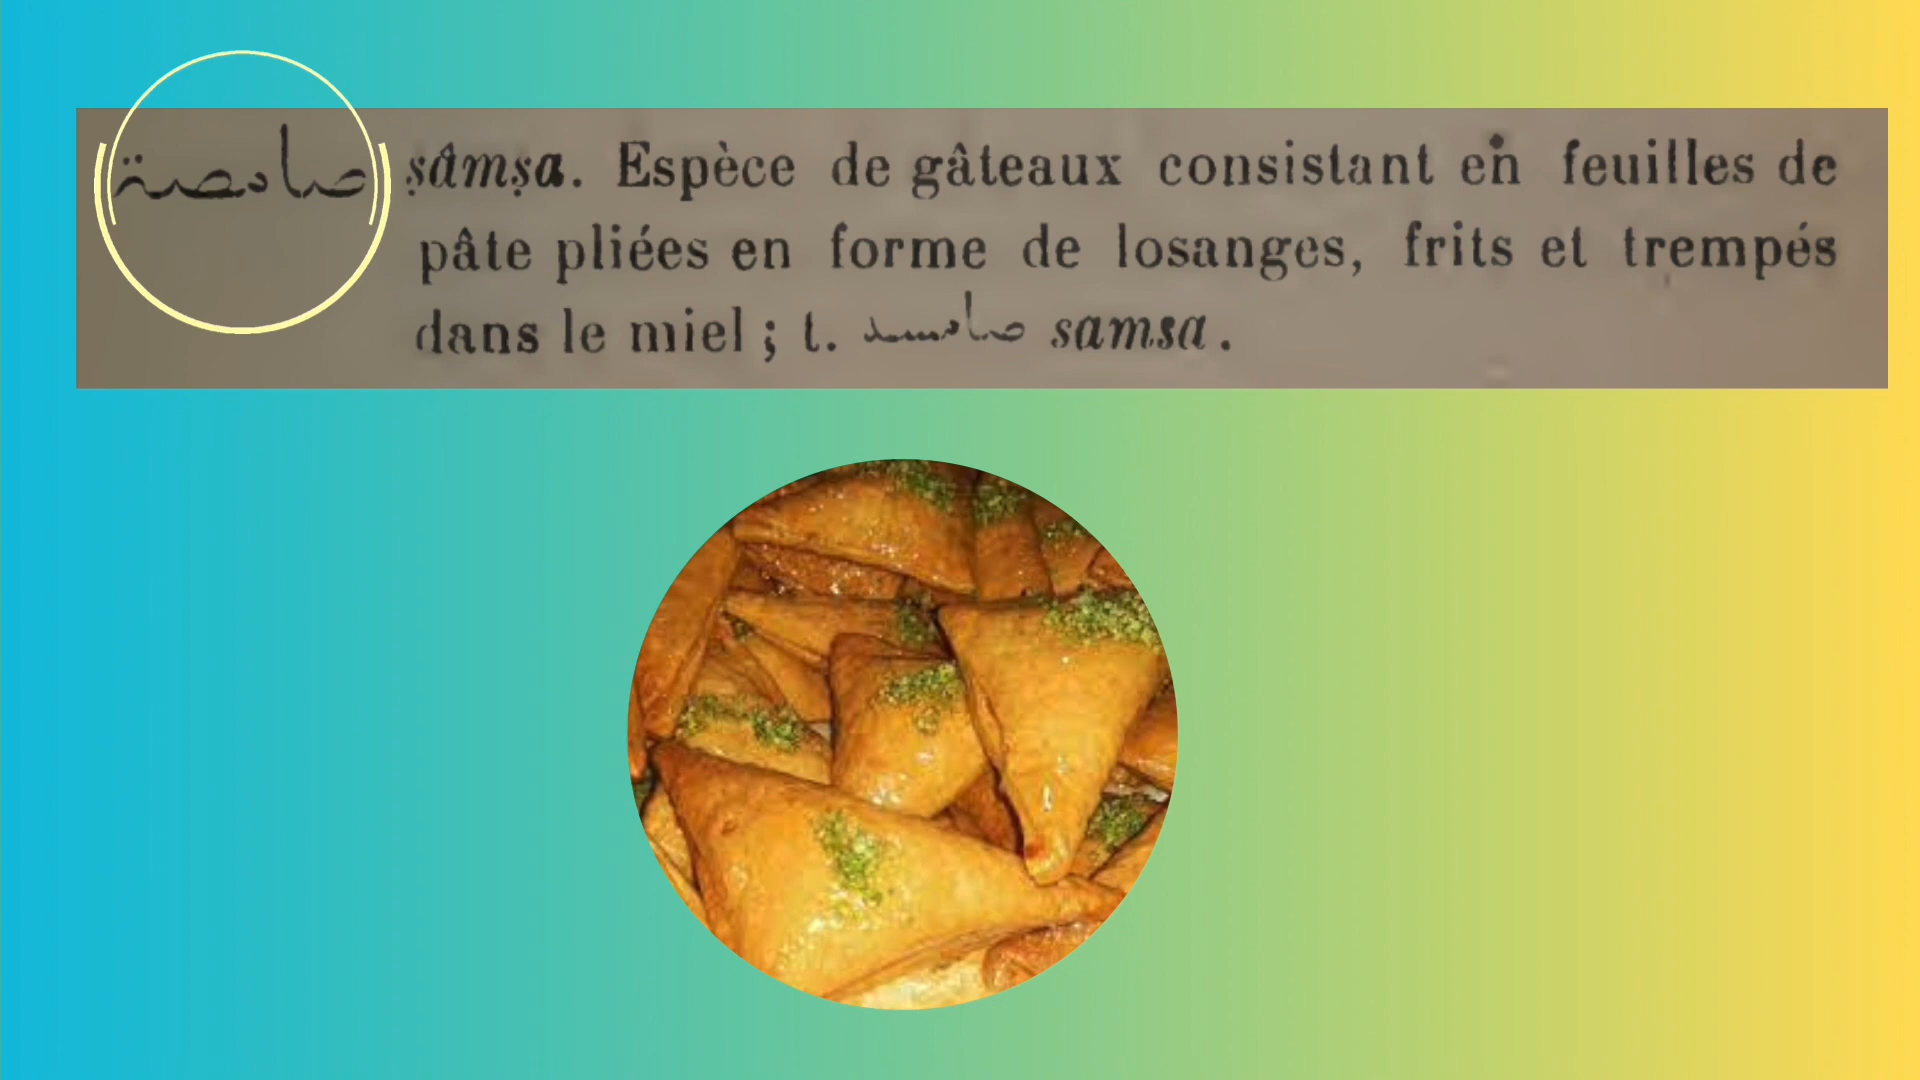 صامصة ṣâmṣa. Espèce de gâteaux consistant en feuilles de
pâte pliées en forme de losanges, frits et trempés
dans le miel ; t. صامسه samsa.